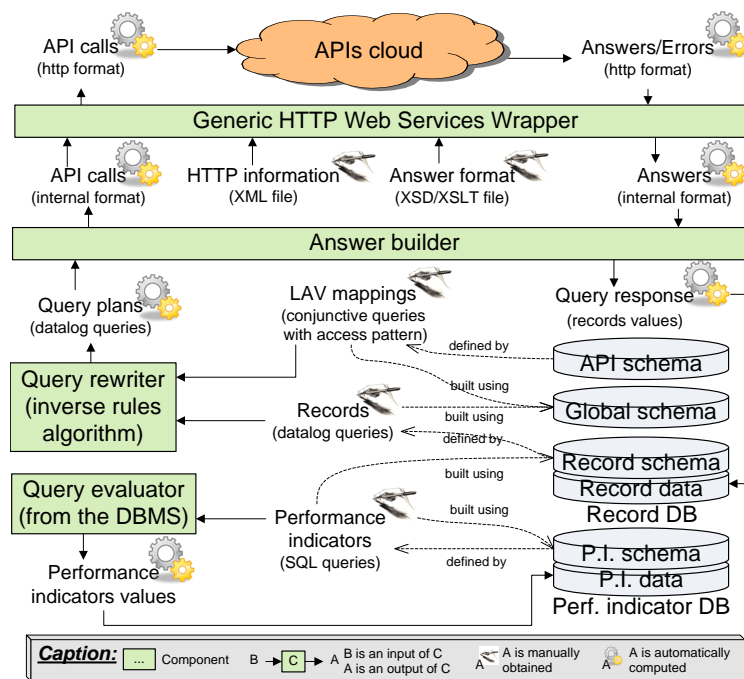 API calls
(http format)
APIs cloud
Answers/Errors
(http format)
Generic HTTP Web Services Wrapper
API calls
(internal format)
HTTP information
(XML file)
Answer format
(XSD/XSLT file)
Answers
(internal format)
Answer builder
Query plans
(datalog queries)
LAV mappings
(conjunctive queries
with access pattern)
Query response
(records values)
defined by
API schema
Query rewriter
(inverse rules
algorithm)
built using
Records
(datalog queries)
built using
Global schema
defined by
Record schema
built using
Record data
Record DB
Query evaluator
(from the DBMS)
Performance
indicators
(SQL queries)
built using
defined by
P.I. schema
P.I. data
Perf. indicator DB
Performance
indicators values
Caption:
...
Component
B
C
A
B is an input of C
A is an output of C
A
A is manually
obtained
A
A is automatically
computed